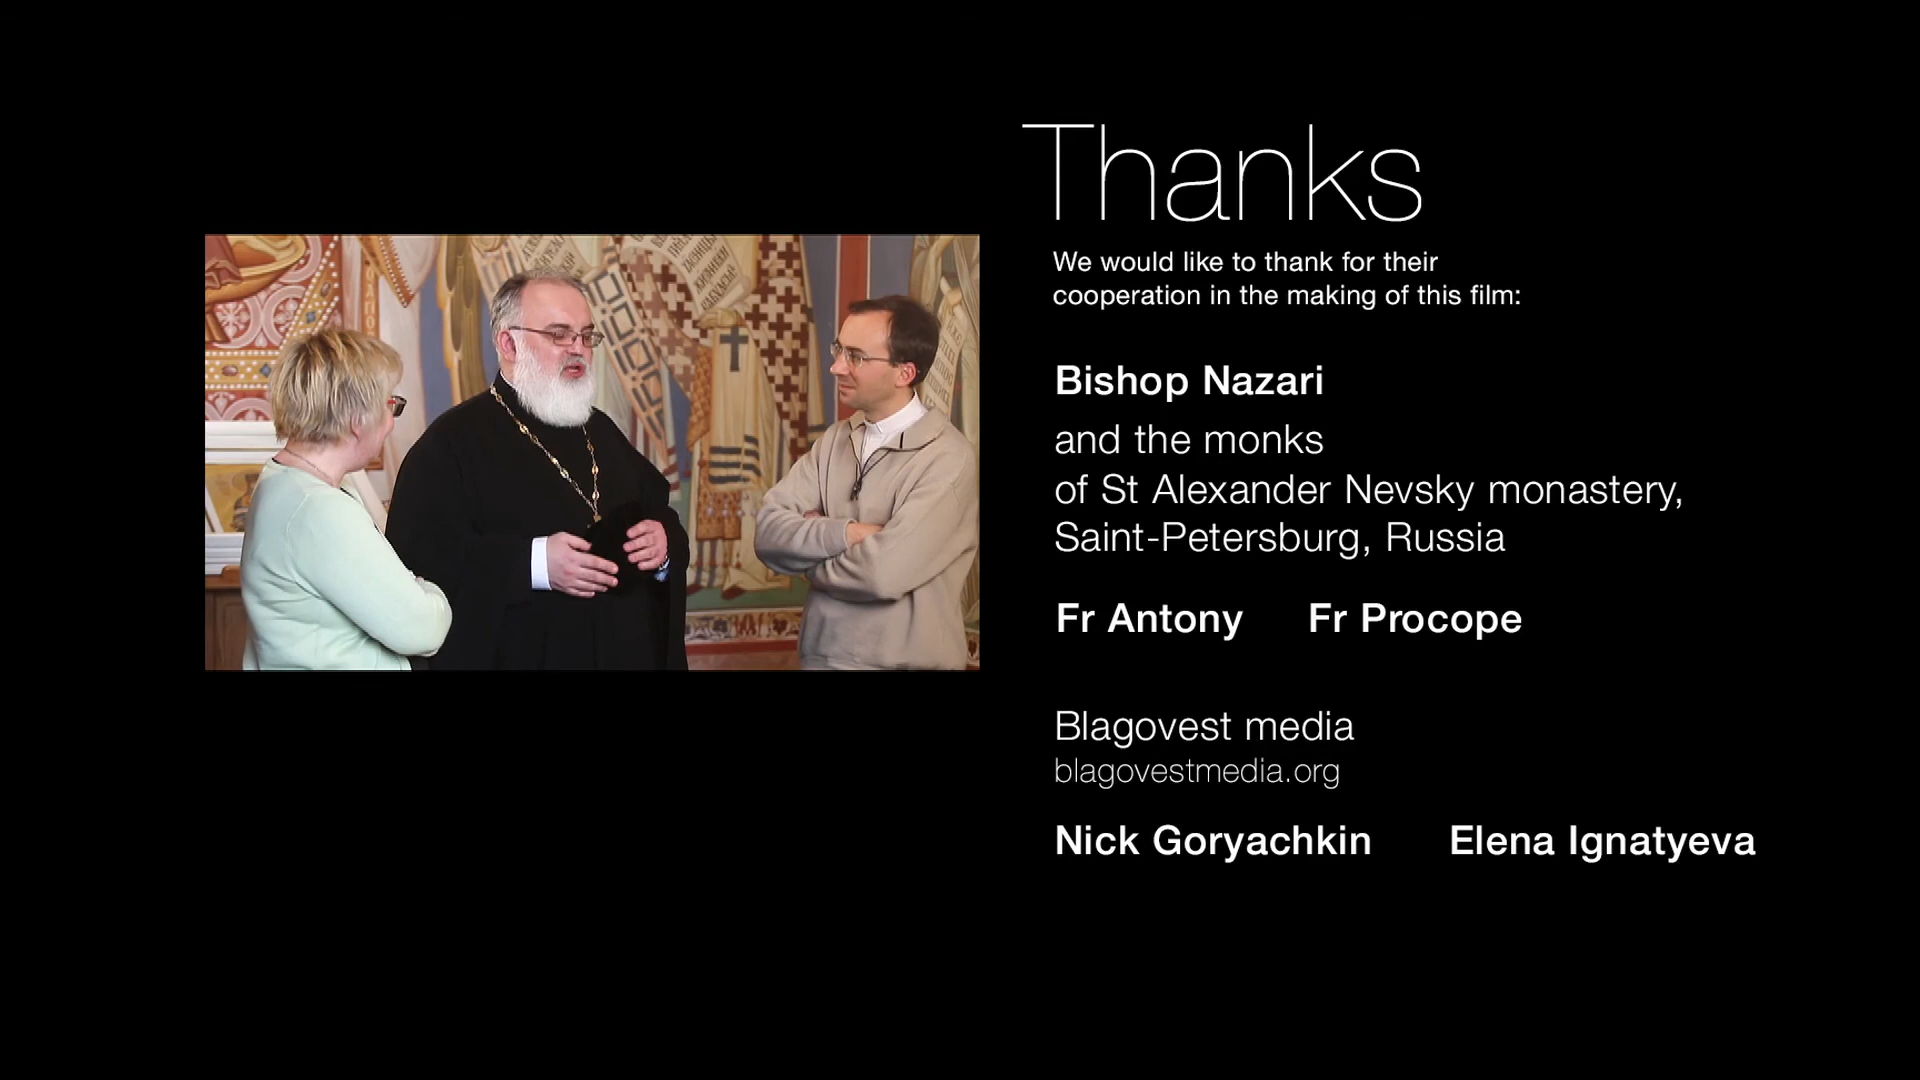 Thanks
We would like to thank for their
cooperation in the making of this film:
Bishop Nazari
and the monks
of St Alexander Nevsky monastery,
Saint-Petersburg, Russia
Fr Antony Fr Procope
Blagovest media
blagovestmedia.org
Nick Goryachkin Elena Ignatyeva